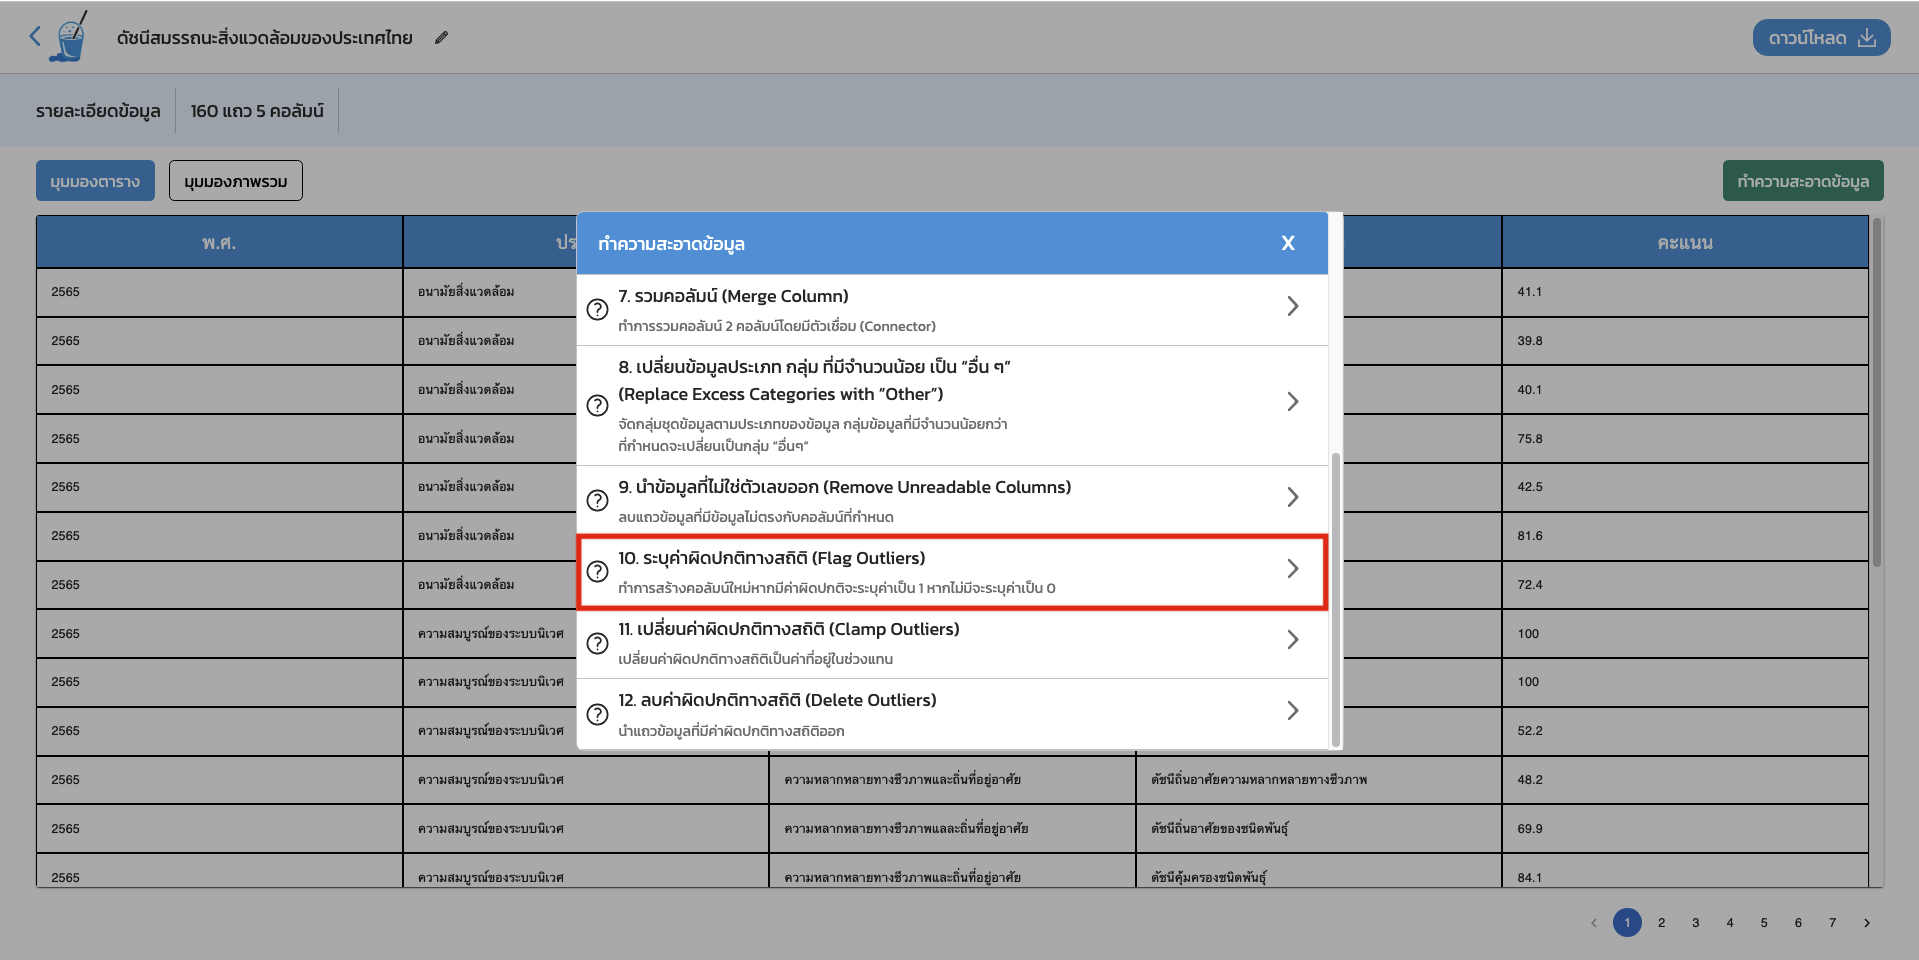 ดัชนีสมรรถนะสิ่งแวดล้อมของประเทศไทย
ดาวน์โหลด
รายละเอียดข้อมูล
160 แถว 5 คอลัมน์
มุมมองตาราง
มุมมองภาพรวม
ทำความสะอาดข้อมูล
พ.ศ.
ปร
คะแนน
2565
อนามัยสิ่งแวดล้อม
41.1
2565
อนามัยสิ่งแวดล้อม
39.8
2565
อนามัยสิ่งแวดล้อม
40.1
2565
อนามัยสิ่งแวดล้อม
75.8
2565
อนามัยสิ่งแวดล้อม
42.5
2565
อนามัยสิ่งแวดล้อม
81.6
2565
อนามัยสิ่งแวดล้อม
72.4
2565
ความสมบูรณ์ของระบบนิเวศ
100
2565
ความสมบูรณ์ของระบบนิเวศ
100
2565
ความสมบูรณ์ของระบบนิเวศ
52.2
2565
ความสมบูรณ์ของระบบนิเวศ
ความหลากหลายทางชีวภาพและถิ่นที่อยู่อาศัย
ดัชนีถิ่นอาศัยความหลากหลายทางชีวภาพ
48.2
2565
ความสมบูรณ์ของระบบนิเวศ
ความหลากหลายทางชีวภาพแลละถิ่นที่อยู่อาศัย
ดัชนีถิ่นอาศัยของชนิดพันธุ์
69.9
2565
ความสมบูรณ์ของระบบนิเวศ
ความหลากหลายทางชีวภาพและถิ่นที่อยู่อาศัย
ดัชนีคุ้มครองชนิดพันธุ์
84.1
ทำความสะอาดข้อมูล
X
7. รวมคอลัมน์ (Merge Column)
ทำการรวมคอลัมน์ 2 คอลัมน์โดยมีตัวเชื่อม (Connector)
8. เปลี่ยนข้อมูลประเภท กลุ่ม ที่มีจำนวนน้อย เป็น “อื่น ๆ”
(Replace Excess Categories with “Other”)
จัดกลุ่มชุดข้อมูลตามประเภทของข้อมูล กลุ่มข้อมูลที่มีจำนวนน้อยกว่า
ที่กำหนดจะเปลี่ยนเป็นกลุ่ม “อื่นๆ”
9. นำข้อมูลที่ไม่ใช่ตัวเลขออก (Remove Unreadable Columns)
ลบแถวข้อมูลที่มีข้อมูลไม่ตรงกับคอลัมน์ที่กำหนด
10. ระบุค่าผิดปกติทางสถิติ (Flag Outliers)
ทำการสร้างคอลัมน์ใหม่หากมีค่าผิดปกติจะระบุค่าเป็น 1 หากไม่มีจะระบุค่าเป็น 0
11. เปลี่ยนค่าผิดปกติทางสถิติ (Clamp Outliers)
เปลี่ยนค่าผิดปกติทางสถิติเป็นค่าที่อยู่ในช่วงแทน
12. ลบค่าผิดปกติทางสถิติ (Delete Outliers)
นำแถวข้อมูลที่มีค่าผิดปกติทางสถิติออก
1 2 3 4 5 6 7